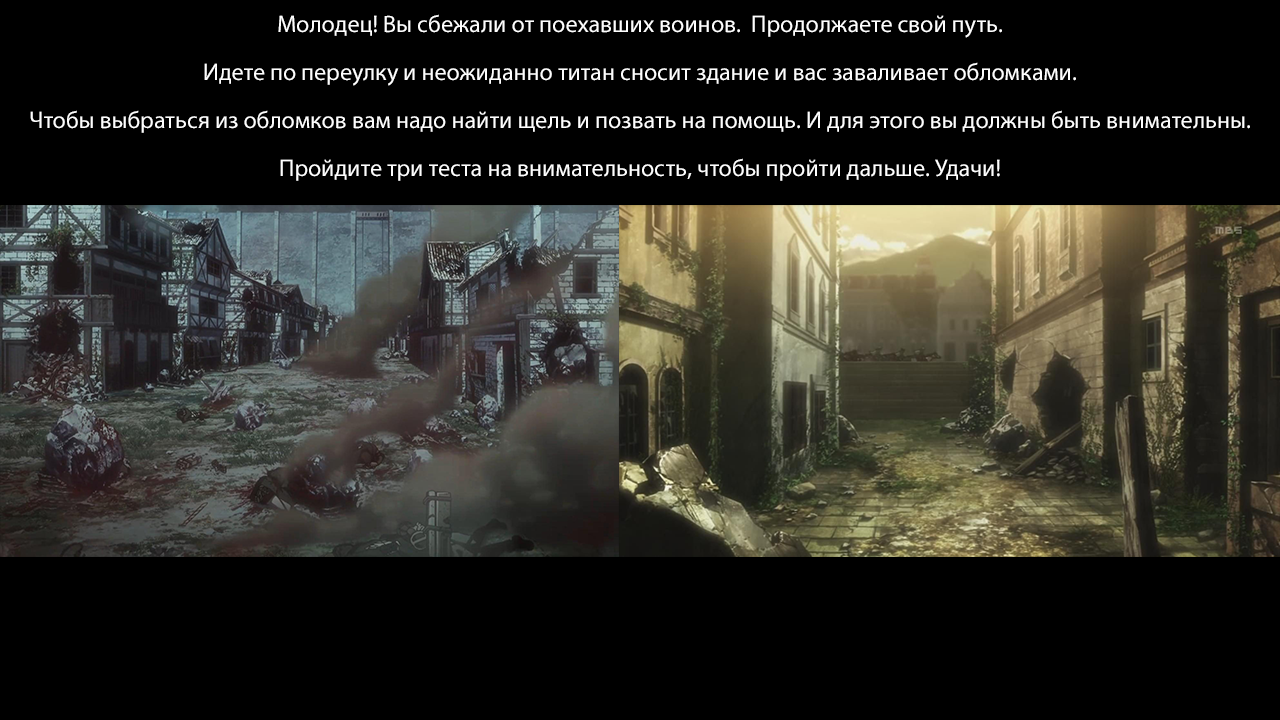 Молодец! Вы сбежали от поехавших воинов.  Продолжаете свой путь.
Идете по переулку и неожиданно титан сносит здание и вас заваливает обломками.
Чтобы выбраться из обломков вам надо найти щель и позвать на помощь. И для этого вы должны быть внимательны.
Пройдите три теста на внимательность, чтобы пройти дальше. Удачи!
MBS